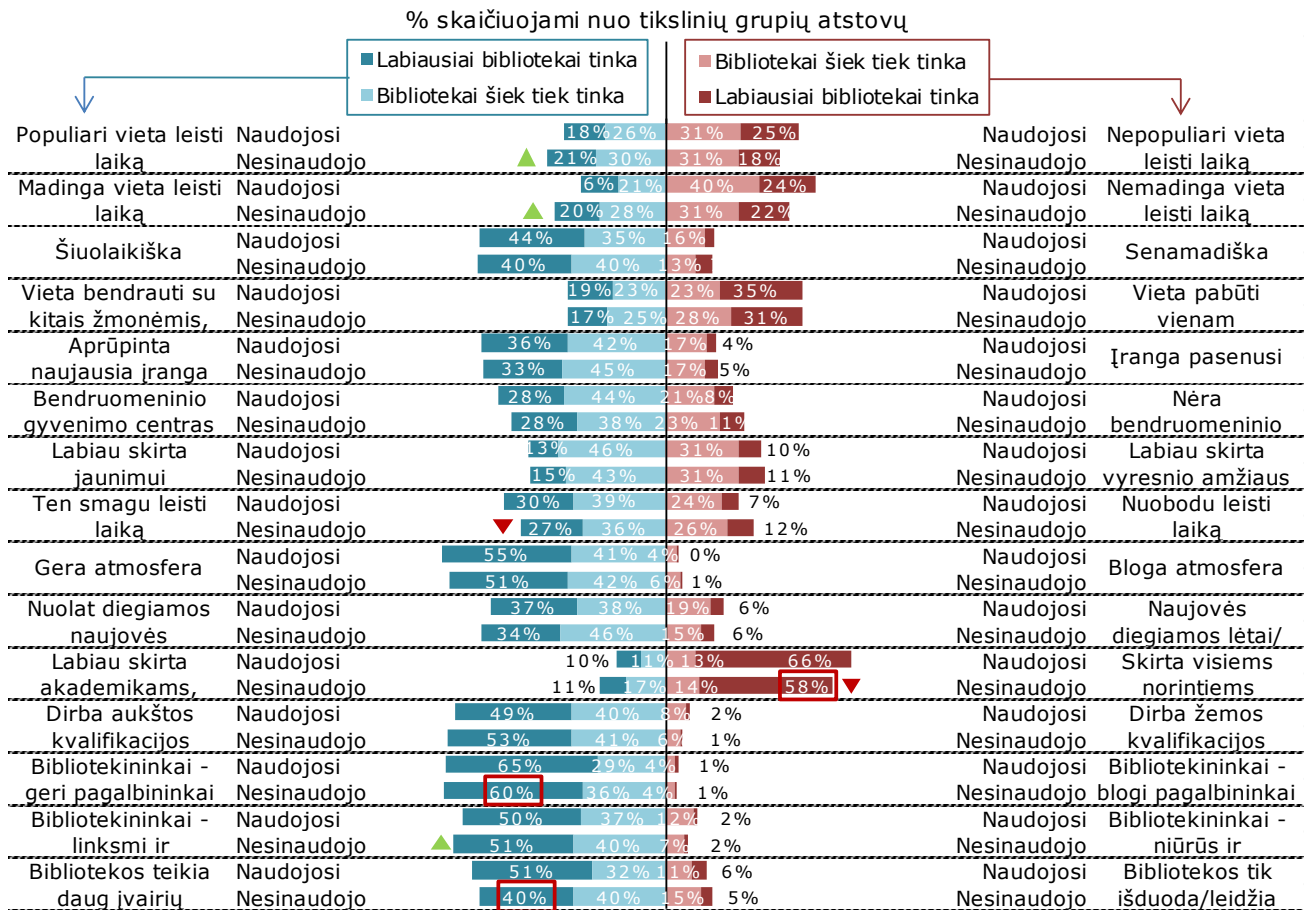 % skaičiuojami nuo tikslinių grupių atstovų
Labiausiai bibliotekai tinka
Bibliotekai šiek tiek tinka
Bibliotekai šiek tiek tinka
Labiausiai bibliotekai tinka
Populiari vieta leisti Naudojosi 18% 26% 31% 25% Naudojosi Nepopuliari vieta
laiką Nesinaudojo 21% 30% 31% 18% Nesinaudojo leisti laiką
Madinga vieta leisti Naudojosi 6% 21% 40% 24% Naudojosi Nemadinga vieta
laiką Nesinaudojo 20% 28% 31% 22% Nesinaudojo leisti laiką
Šiuolaikiška Naudojosi 44% 35% 16% Naudojosi Senamadiška
Nesinaudojo 40% 40% 13% Nesinaudojo
Vieta bendrauti su Naudojosi 19% 23% 23% 35% Naudojosi Vieta pabūti
kitais žmonėmis, Nesinaudojo 17% 25% 28% 31% Nesinaudojo vienam
Aprūpinta Naudojosi 36% 42% 17% 4% Naudojosi Įranga pasenusi
naujausia įranga Nesinaudojo 33% 45% 17% 5% Nesinaudojo
Bendruomeninio Naudojosi 28% 44% 21% 8% Naudojosi Nėra
gyvenimo centras Nesinaudojo 28% 38% 23% 11% Nesinaudojo bendruomeninio
Labiau skirta Naudojosi 13% 46% 31% 10% Naudojosi Labiau skirta
jaunimui Nesinaudojo 15% 43% 31% 11% Nesinaudojo vyresnio amžiaus
Ten smagu leisti Naudojosi 30% 39% 24% 7% Naudojosi Nuobodu leisti
laiką Nesinaudojo 27% 36% 26% 12% Nesinaudojo laiką
Gera atmosfera Naudojosi 55% 41% 4% 0% Naudojosi Bloga atmosfera
Nesinaudojo 51% 42% 6% 1% Nesinaudojo
Nuolat diegiamos Naudojosi 37% 38% 19% 6% Naudojosi Naujovės
naujovės Nesinaudojo 34% 46% 15% 6% Nesinaudojo diegiamos lėtai/
Labiau skirta Naudojosi 10% 11% 13% 66% Naudojosi Skirta visiems
akademikams, Nesinaudojo 11% 17% 14% 58% Nesinaudojo norintiems
Dirba aukštos Naudojosi 49% 40% 8% 2% Naudojosi Dirba žemos
kvalifikacijos Nesinaudojo 53% 41% 6% 1% Nesinaudojo kvalifikacijos
Bibliotekininkai - Naudojosi 65% 29% 4% 1% Naudojosi Bibliotekininkai -
geri pagalbininkai Nesinaudojo 60% 36% 4% 1% Nesinaudojo blogi pagalbininkai
Bibliotekininkai - Naudojosi 50% 37% 12% 2% Naudojosi Bibliotekininkai -
linksmi ir Nesinaudojo 51% 40% 7% 2% Nesinaudojo niūrūs ir
Bibliotekos teikia Naudojosi 51% 32% 11% 6% Naudojosi Bibliotekos tik
daug įvairių Nesinaudojo 40% 40% 15% 5% Nesinaudojo išduoda/leidžia